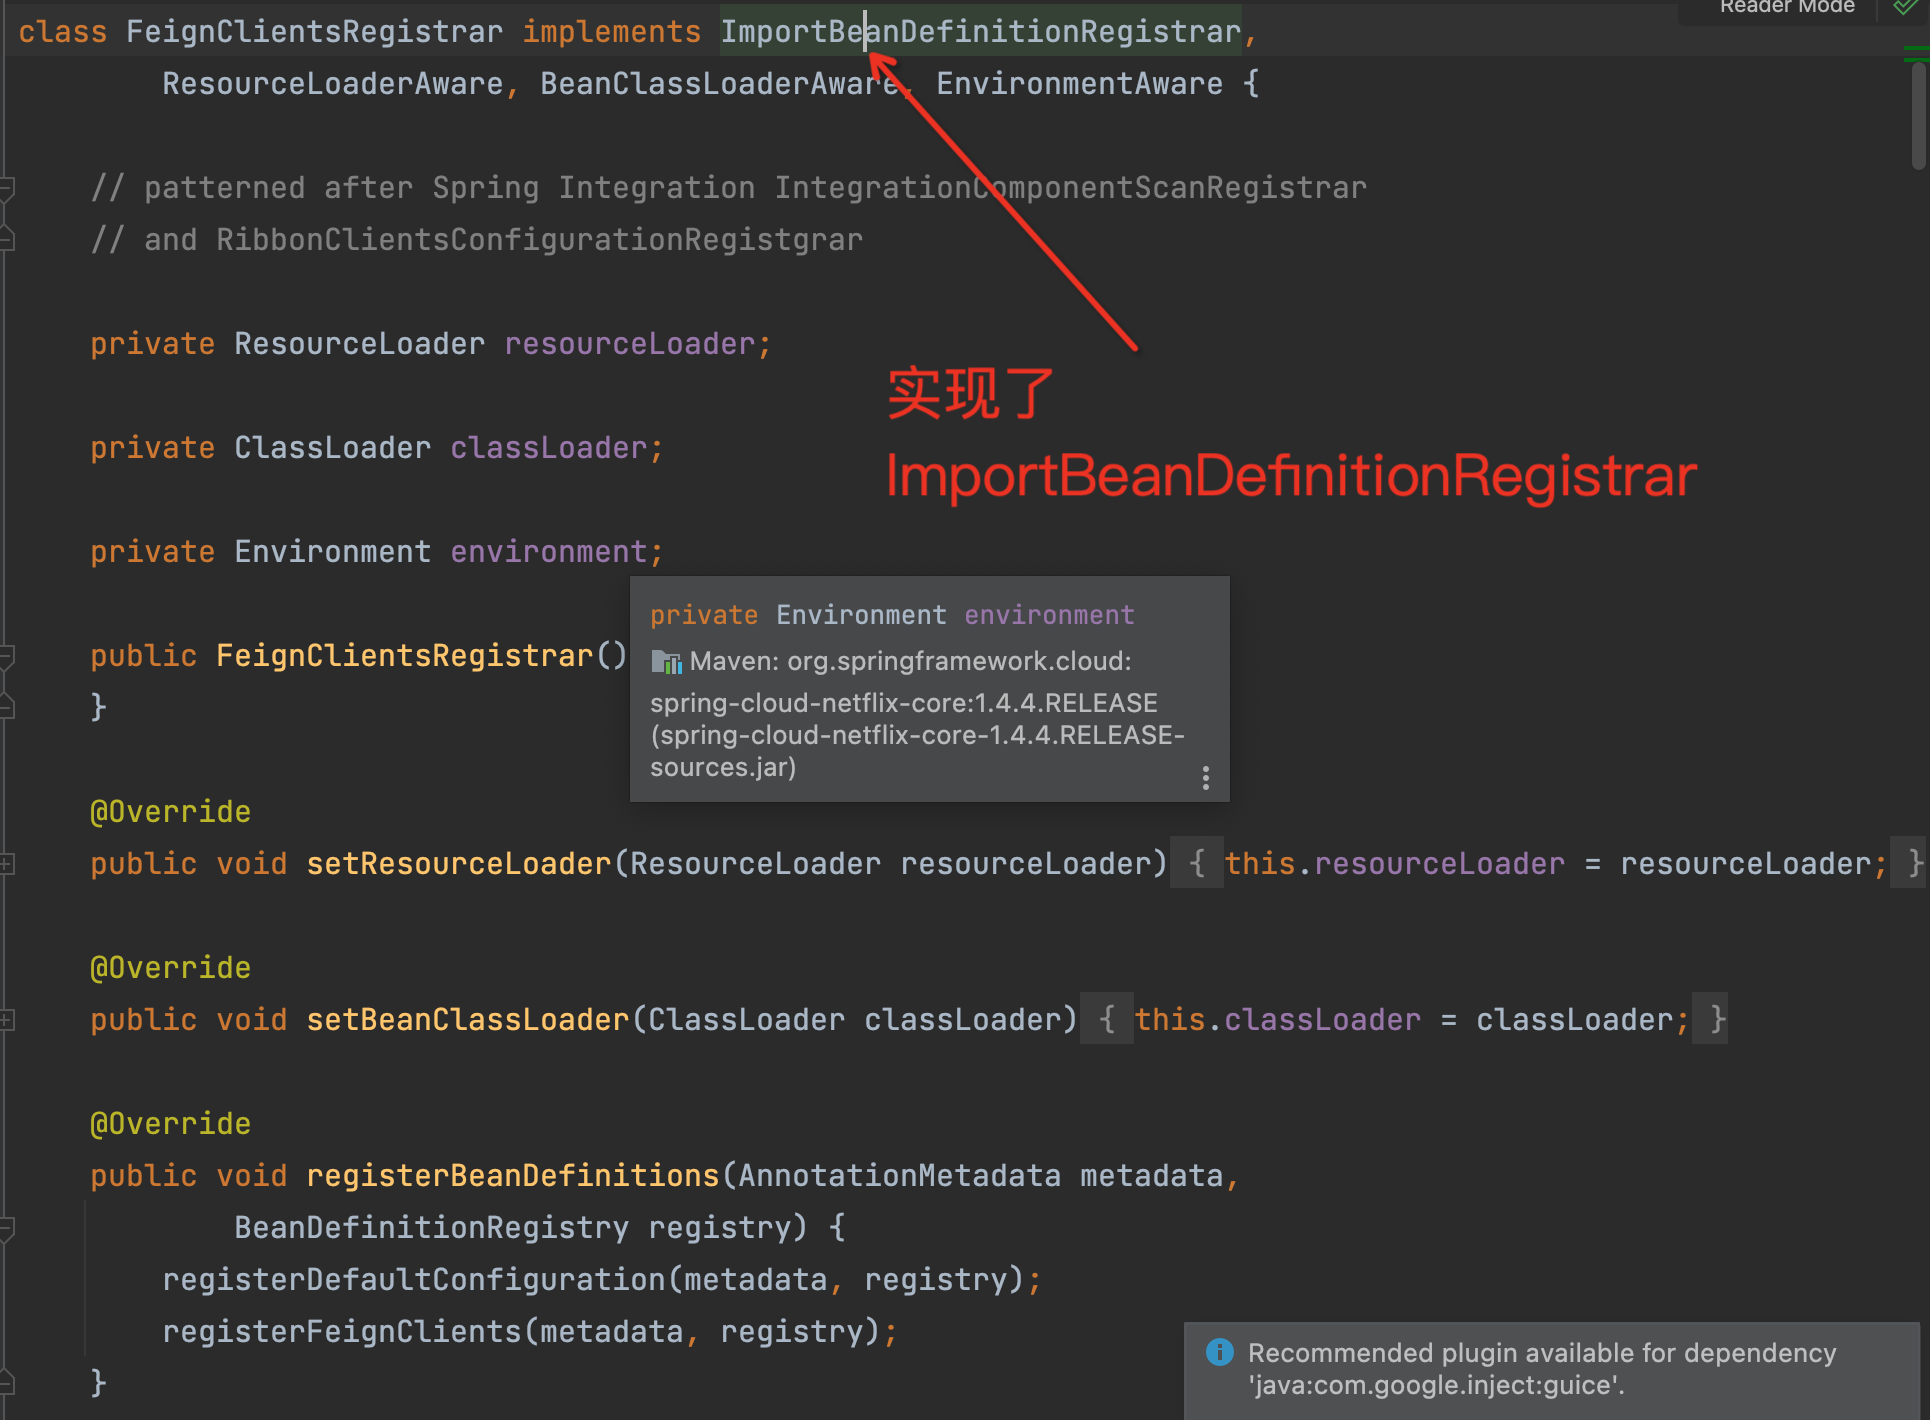 Reader Mode
class FeignClientsRegistrar implements ImportBeanDefinitionRegistrar,
ResourceLoaderAware, BeanClassLoaderAware, EnvironmentAware {
// patterned after Spring Integration IntegrationComponentScanRegistrar
// and RibbonClientsConfigurationRegistgrar
private ResourceLoader resourceLoader;
实现了
ImportBeanDefinitionRegistrar
private ClassLoader classLoader;
private Environment environment;
private Environment environment
Maven: org.springframework.cloud:
spring-cloud-netflix-core:1.4.4.RELEASE
(spring-cloud-netflix-core-1.4.4.RELEASE-
sources.jar)
public FeignClientsRegistrar()
}
@Override
public void setResourceLoader(ResourceLoader resourceLoader) { this.resourceLoader = resourceLoader; }
@Override
public void setBeanClassLoader(ClassLoader classLoader) { this.classLoader = classLoader; }
@Override
public void registerBeanDefinitions(AnnotationMetadata metadata,
BeanDefinitionRegistry registry) {
registerDefaultConfiguration(metadata, registry);
registerFeignClients(metadata, registry);
}
Recommended plugin available for dependency
'java:com.google.inject:guice'.